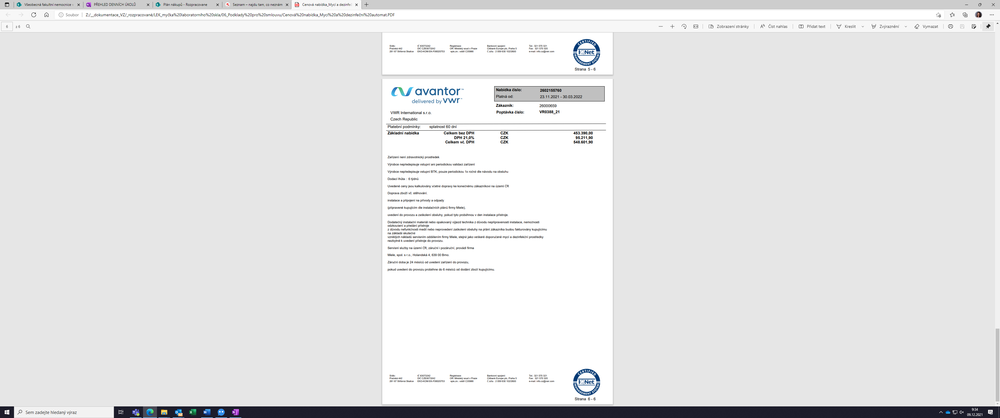 Všeobecná fakultní nemocnice v
PŘEHLED DENNÍCH ÚKOLŮ
Plán nákupů - Rozpracovane
Seznam – najdu tam, co neznám
Cenová nabídka_Mycí a dezinfeč
Soubor
Z:/__dokumentace_VZ/_rozpracované/LEK_myčka%20laboratorního%20skla/06_Podklady%20pro%20smlouvu/Cenová%20nabídka_Mycí%20a%20dezinfeční%20automat.PDF
6 z 6
Zobrazení stránky
Číst nahlas
Přidat text
Kreslit
Zvýraznění
Vymazat
Sídlo: IČ 63073242 Registrace: Bankovní spojení: Tel.: 321 570 321
Pražská 442 DIČ CZ63073242 OR: Městský soud v Praze Citibank Europe plc, Praha 5 Fax: 321 570 320
281 67 Stříbrná Skalice EKO-KOM:EK-F06020753 spis.zn.: oddíl C35986 Č.účtu : 2 059 630 102/2600 e-mail: info.cz@vwr.com
CERTIFIED
IQNet
MANAGEMENT SYSTEM
Strana 5 - 6
avantor™
delivered by vwr™
Nabídka číslo: 2602155760
Platná od: 23.11.2021 - 30.03.2022
Zákazník: 26000659
Poptávka číslo: VR0388_21
VWR International s.r.o.
Czech Republic
Platební podmínky: splatnost 60 dní
Základní nabídka Celkem bez DPH CZK 453.390,00
DPH 21,0% CZK 95.211,90
Celkem vč. DPH CZK 548.601,90
Zařízení není zdravotnický prostředek
Výrobce nepředepisuje vstupní ani periodickou validaci zařízení
Výrobce nepředepisuje vstupní BTK, pouze periodickou 1x ročně dle návodu na obsluhu
Dodací lhůta : 6 týdnů
Uvedené ceny jsou kalkulovány včetně dopravy ke konečnému zákazníkovi na území ČR
Doprava zboží vč. stěhování.
instalace a připojení na přívody a odpady
(připravené kupujícím dle instalačních plánů firmy Miele),
uvedení do provozu a zaškolení obsluhy, pokud tyto proběhnou v den instalace přístroje.
Dodatečný instalační materiál nebo opakovaný výjezd technika z důvodu nepřipravenosti instalace, nemožnosti
odzkoušení a předání přístroje
z důvodu nefunkčnosti medií nebo neprovedení zaškolení obsluhy na přání zákazníka budou fakturovány kupujícímu
na základě skutečně
vzniklých nákladů servisním oddělením firmy Miele, stejně jako veškeré doporučené mycí a dezinfekční prostředky
nezbytné k uvedení přístroje do provozu.
Servisní služby na území ČR, záruční i pozáruční, provádí firma
Miele, spol. s r.o., Holandská 4, 639 00 Brno.
Záruční doba je 24 měsíců od uvedení zařízení do provozu,
pokud uvedení do provozu proběhne do 6 měsíců od dodání zboží kupujícímu.
Sídlo: IČ 63073242 Registrace: Bankovní spojení: Tel.: 321 570 321
Pražská 442 DIČ CZ63073242 OR: Městský soud v Praze Citibank Europe plc, Praha 5 Fax: 321 570 320
281 67 Stříbrná Skalice EKO-KOM:EK-F06020753 spis.zn.: oddíl C35986 Č.účtu : 2 059 630 102/2600 e-mail: info.cz@vwr.com
CERTIFIED
IQNet
MANAGEMENT SYSTEM
Strana 6 - 6
Sem zadejte hledaný výraz
9:34
09.12.2021